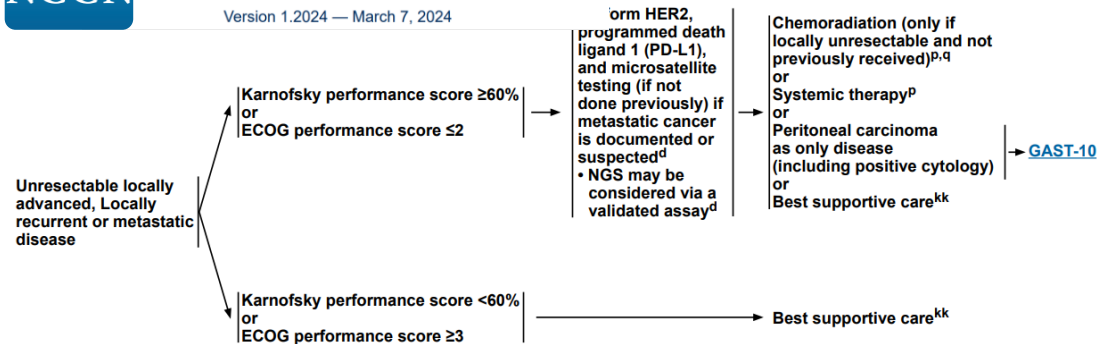 NCCN
Version 1.2024 — March 7, 2024
orm HER2,
programmed death
ligand 1 (PD-L1),
and microsatellite
testing (if not
done previously) if
metastatic cancer
is documented or
suspectedd
• NGS may be
considered via a
validated assayd
Chemoradiation (only if
locally unresectable and not
previously received)p,q
or
Systemic therapyp
or
Peritoneal carcinoma
as only disease
(including positive cytology)
or
Best supportive carekk
GAST-10
Karnofsky performance score ≥60%
or
ECOG performance score ≤2
Unresectable locally
advanced, Locally
recurrent or metastatic
disease
Karnofsky performance score <60%
or
ECOG performance score ≥3
Best supportive carekk